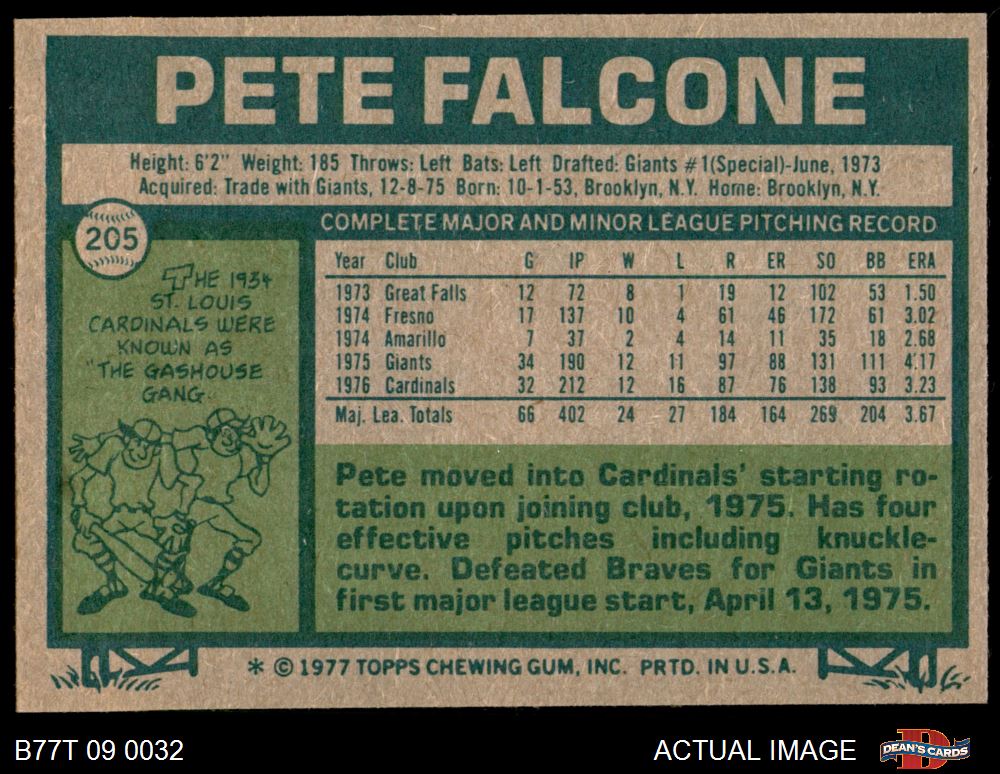 PETE FALCONE
Height: 6'2" Weight: 185 Throws: Left Bats: Left Drafted: Giants #1(Special)-June, 1973
Acquired: Trade with Giants, 12-8-75 Born: 10-1-53, Brooklyn, N.Y. Home: Brooklyn, N.Y.
205
THE 1934
ST. LOUIS
CARDINALS WERE
KNOWN AS
"THE GASHOUSE
GANG.
COMPLETE MAJOR AND MINOR LEAGUE PITCHING RECORD
Year Club G IP W L R ER SO BB ERA
1973 Great Falls 12 72 8 1 19 12 102 53 1.50
1974 Fresno 17 137 10 4 61 46 172 61 3.02
1974 Amarillo 7 37 2 4 14 11 35 18 2.68
1975 Giants 34 190 12 11 97 88 131 111 4.17
1976 Cardinals 32 212 12 16 87 76 138 93 3.23
Maj. Lea. Totals 66 402 24 27 184 164 269 204 3.67
Pete moved into Cardinals' starting ro-
tation upon joining club, 1975. Has four
effective pitches including knuckle-
curve. Defeated Braves for Giants in
first major league start, April 13, 1975.
* © 1977 TOPPS CHEWING GUM, INC. PRTD. IN U.S.A.
B77T 09 0032
ACTUAL IMAGE
DEAN'S CARDS